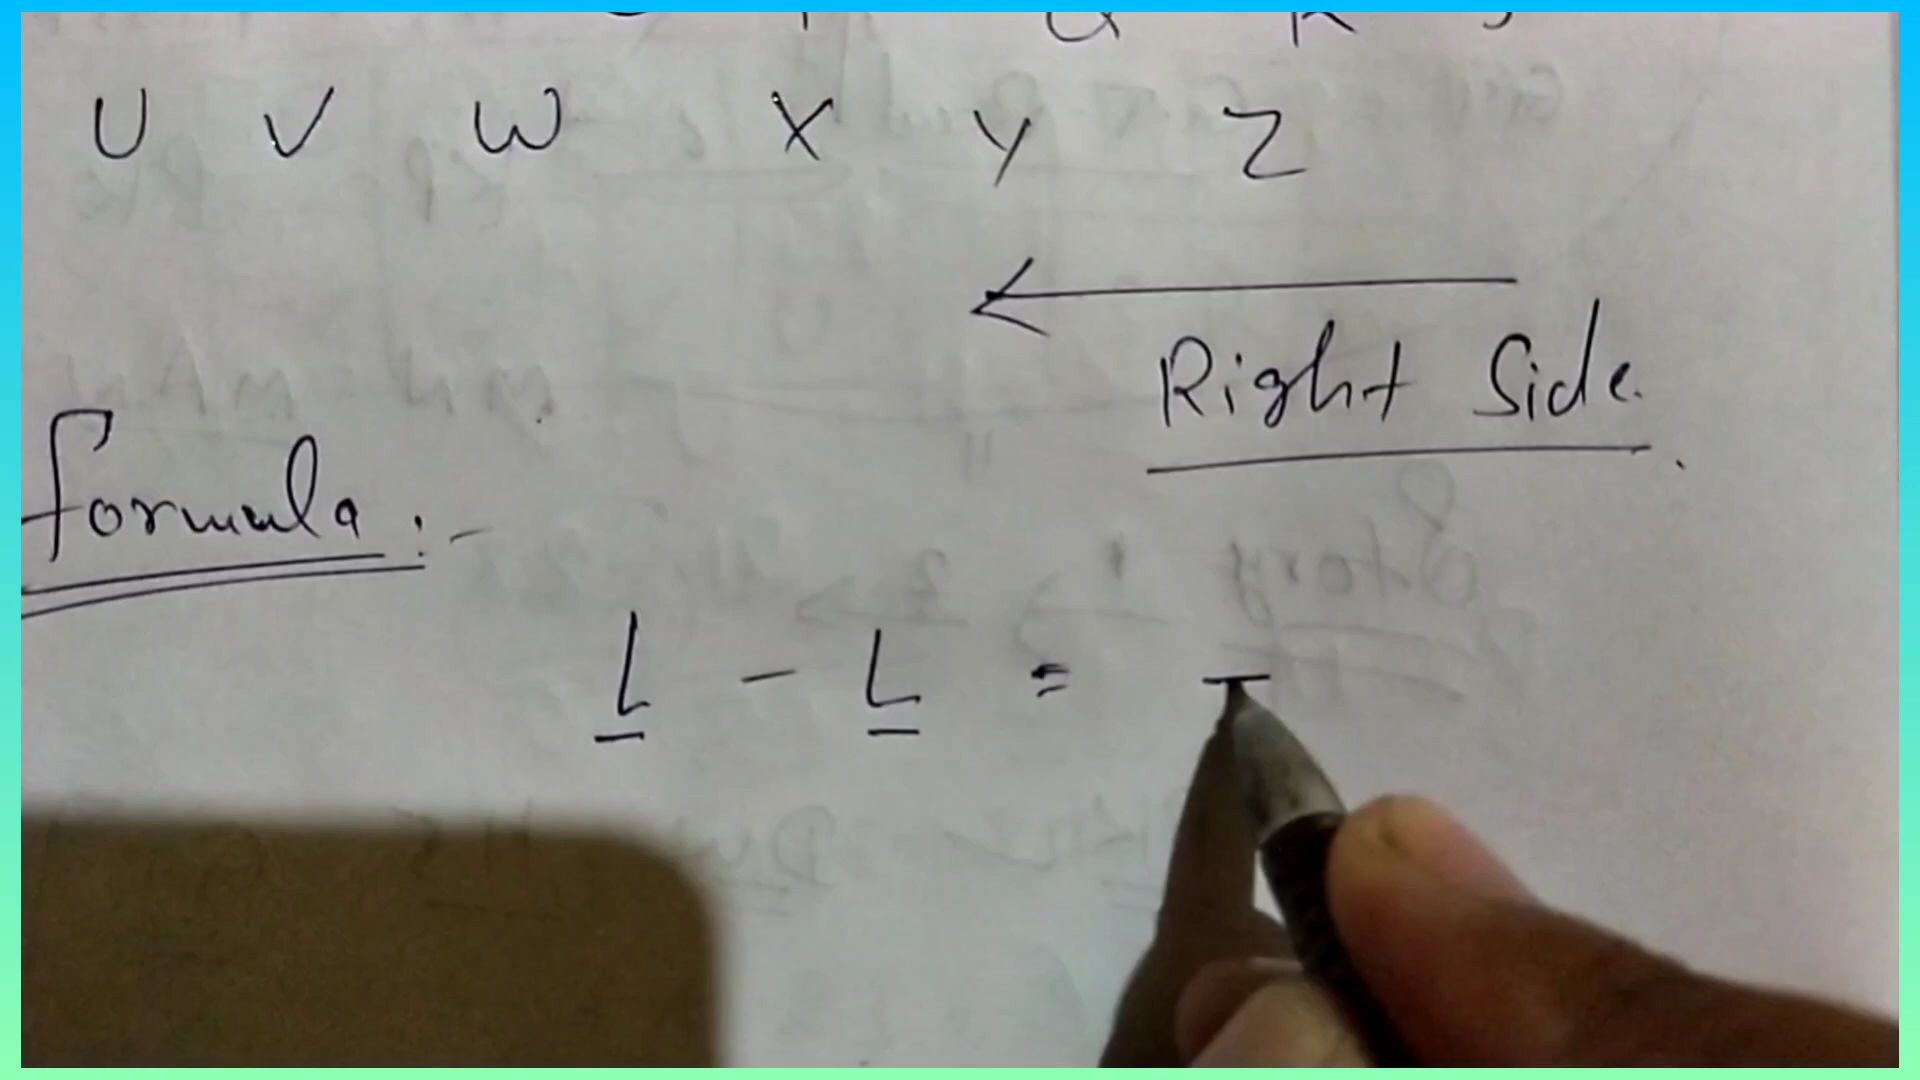 U V W X Y Z
Right Side.
formula :-
L - L =